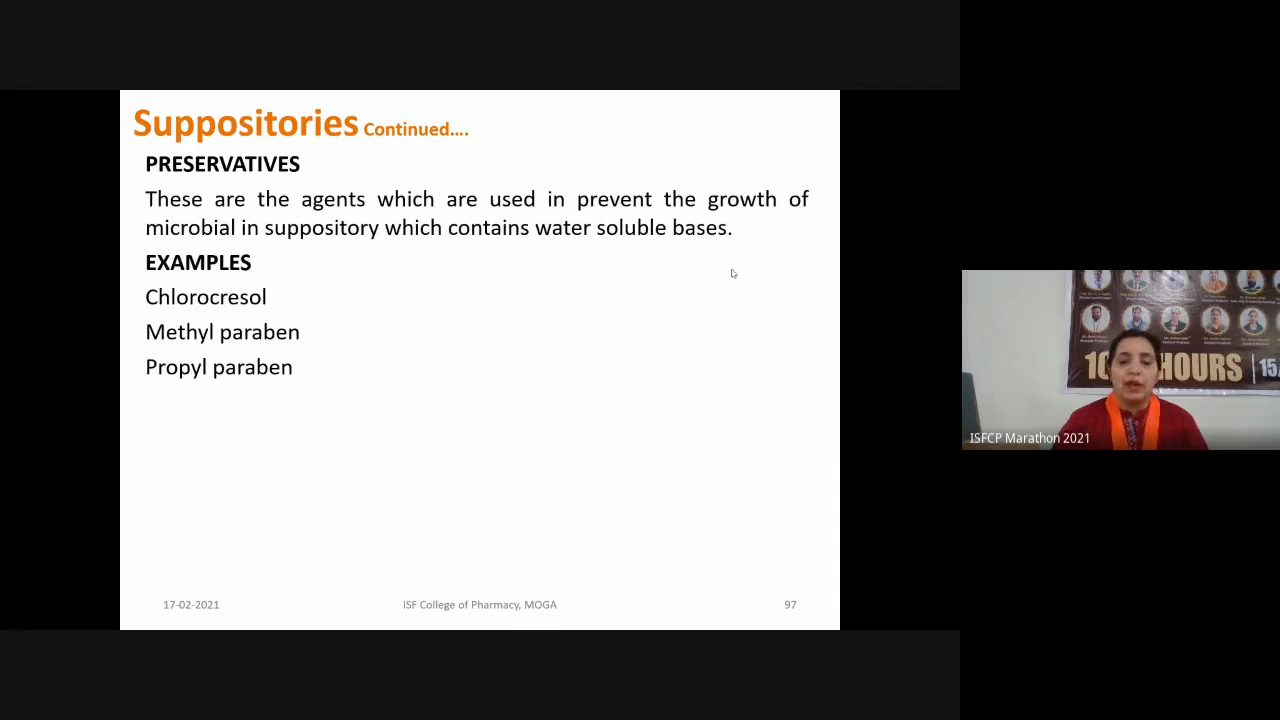 Suppositories Continued....
PRESERVATIVES
These are the agents which are used in prevent the growth of
microbial in suppository which contains water soluble bases.
EXAMPLES
Chlorocresol
Methyl paraben
Propyl paraben
17-02-2021
ISF College of Pharmacy, MOGA
97
HOURS
15
ISFCP Marathon 2021